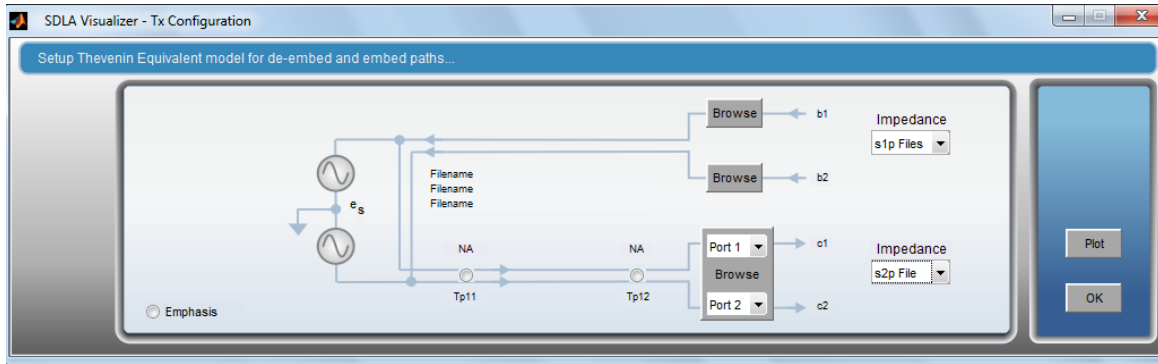 SDLA Visualizer - Tx Configuration
Setup Thevenin Equivalent model for de-embed and embed paths...
Browse
b1
Impedance
s1p Files
Browse
b2
Filename
Filename
Filename
es
NA
NA
Port 1
c1
Impedance
Browse
s2p File
Tp11
Tp12
Port 2
c2
Emphasis
Plot
OK